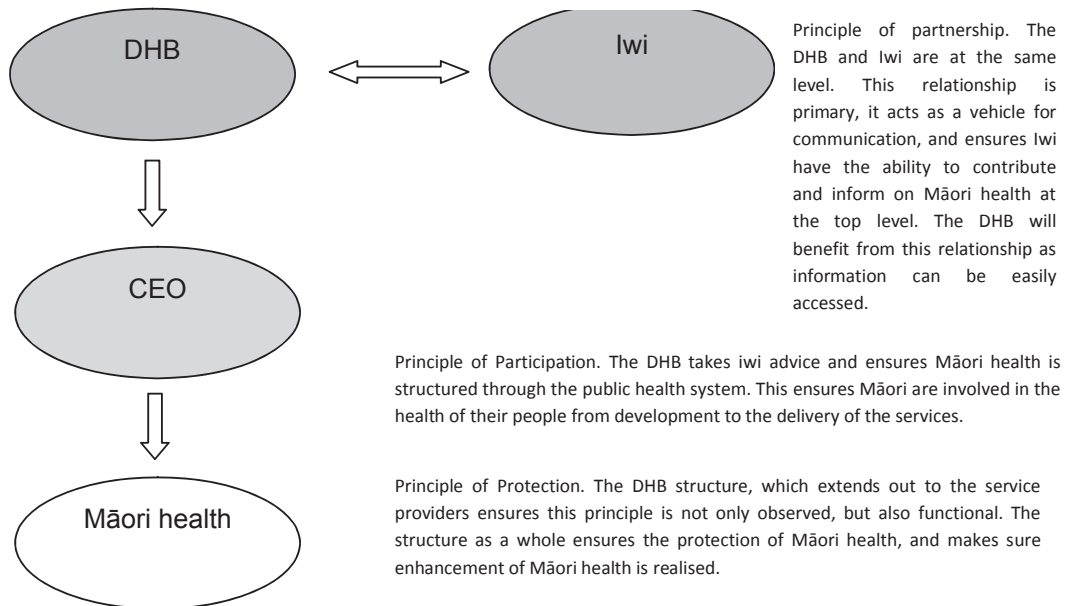 DHB
Iwi
Principle of partnership. The
DHB and Iwi are at the same
level. This relationship is
primary, it acts as a vehicle for
communication, and ensures Iwi
have the ability to contribute
and inform on Māori health at
the top level. The DHB will
benefit from this relationship as
information can be easily
accessed.
CEO
Principle of Participation. The DHB takes iwi advice and ensures Māori health is
structured through the public health system. This ensures Māori are involved in the
health of their people from development to the delivery of the services.
Māori health
Principle of Protection. The DHB structure, which extends out to the service
providers ensures this principle is not only observed, but also functional. The
structure as a whole ensures the protection of Māori health, and makes sure
enhancement of Māori health is realised.